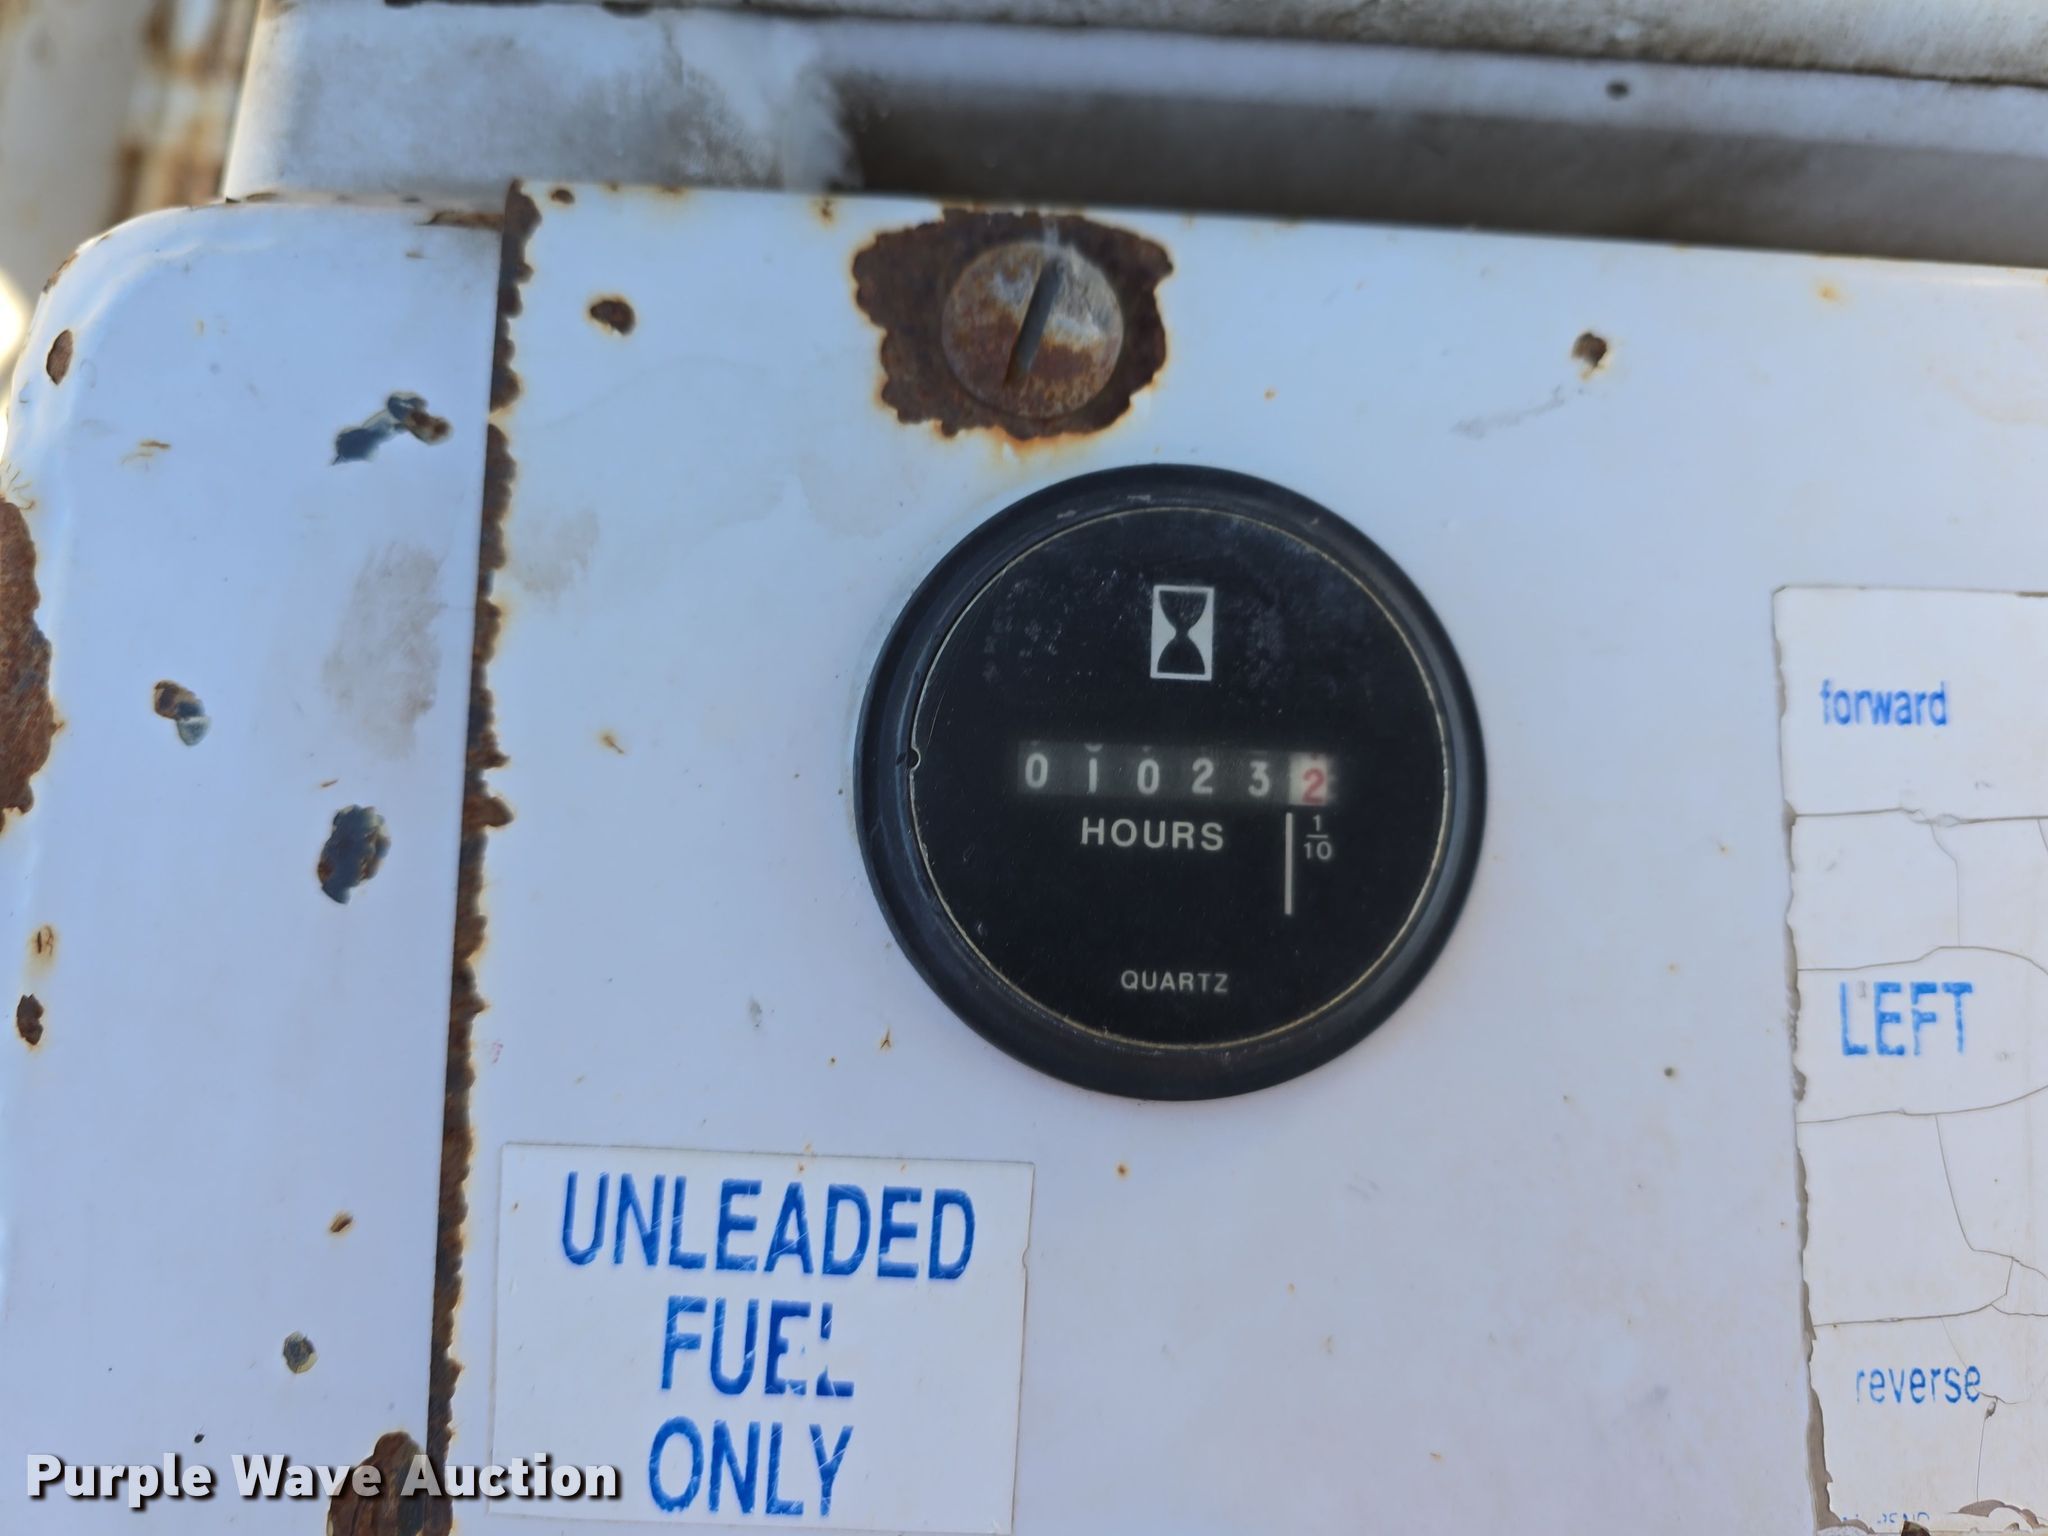 010232
HOURS
1/10
QUARTZ
forward
LEFT
reverse
UNLEADED
FUEL
ONLY
Purple Wave Auction